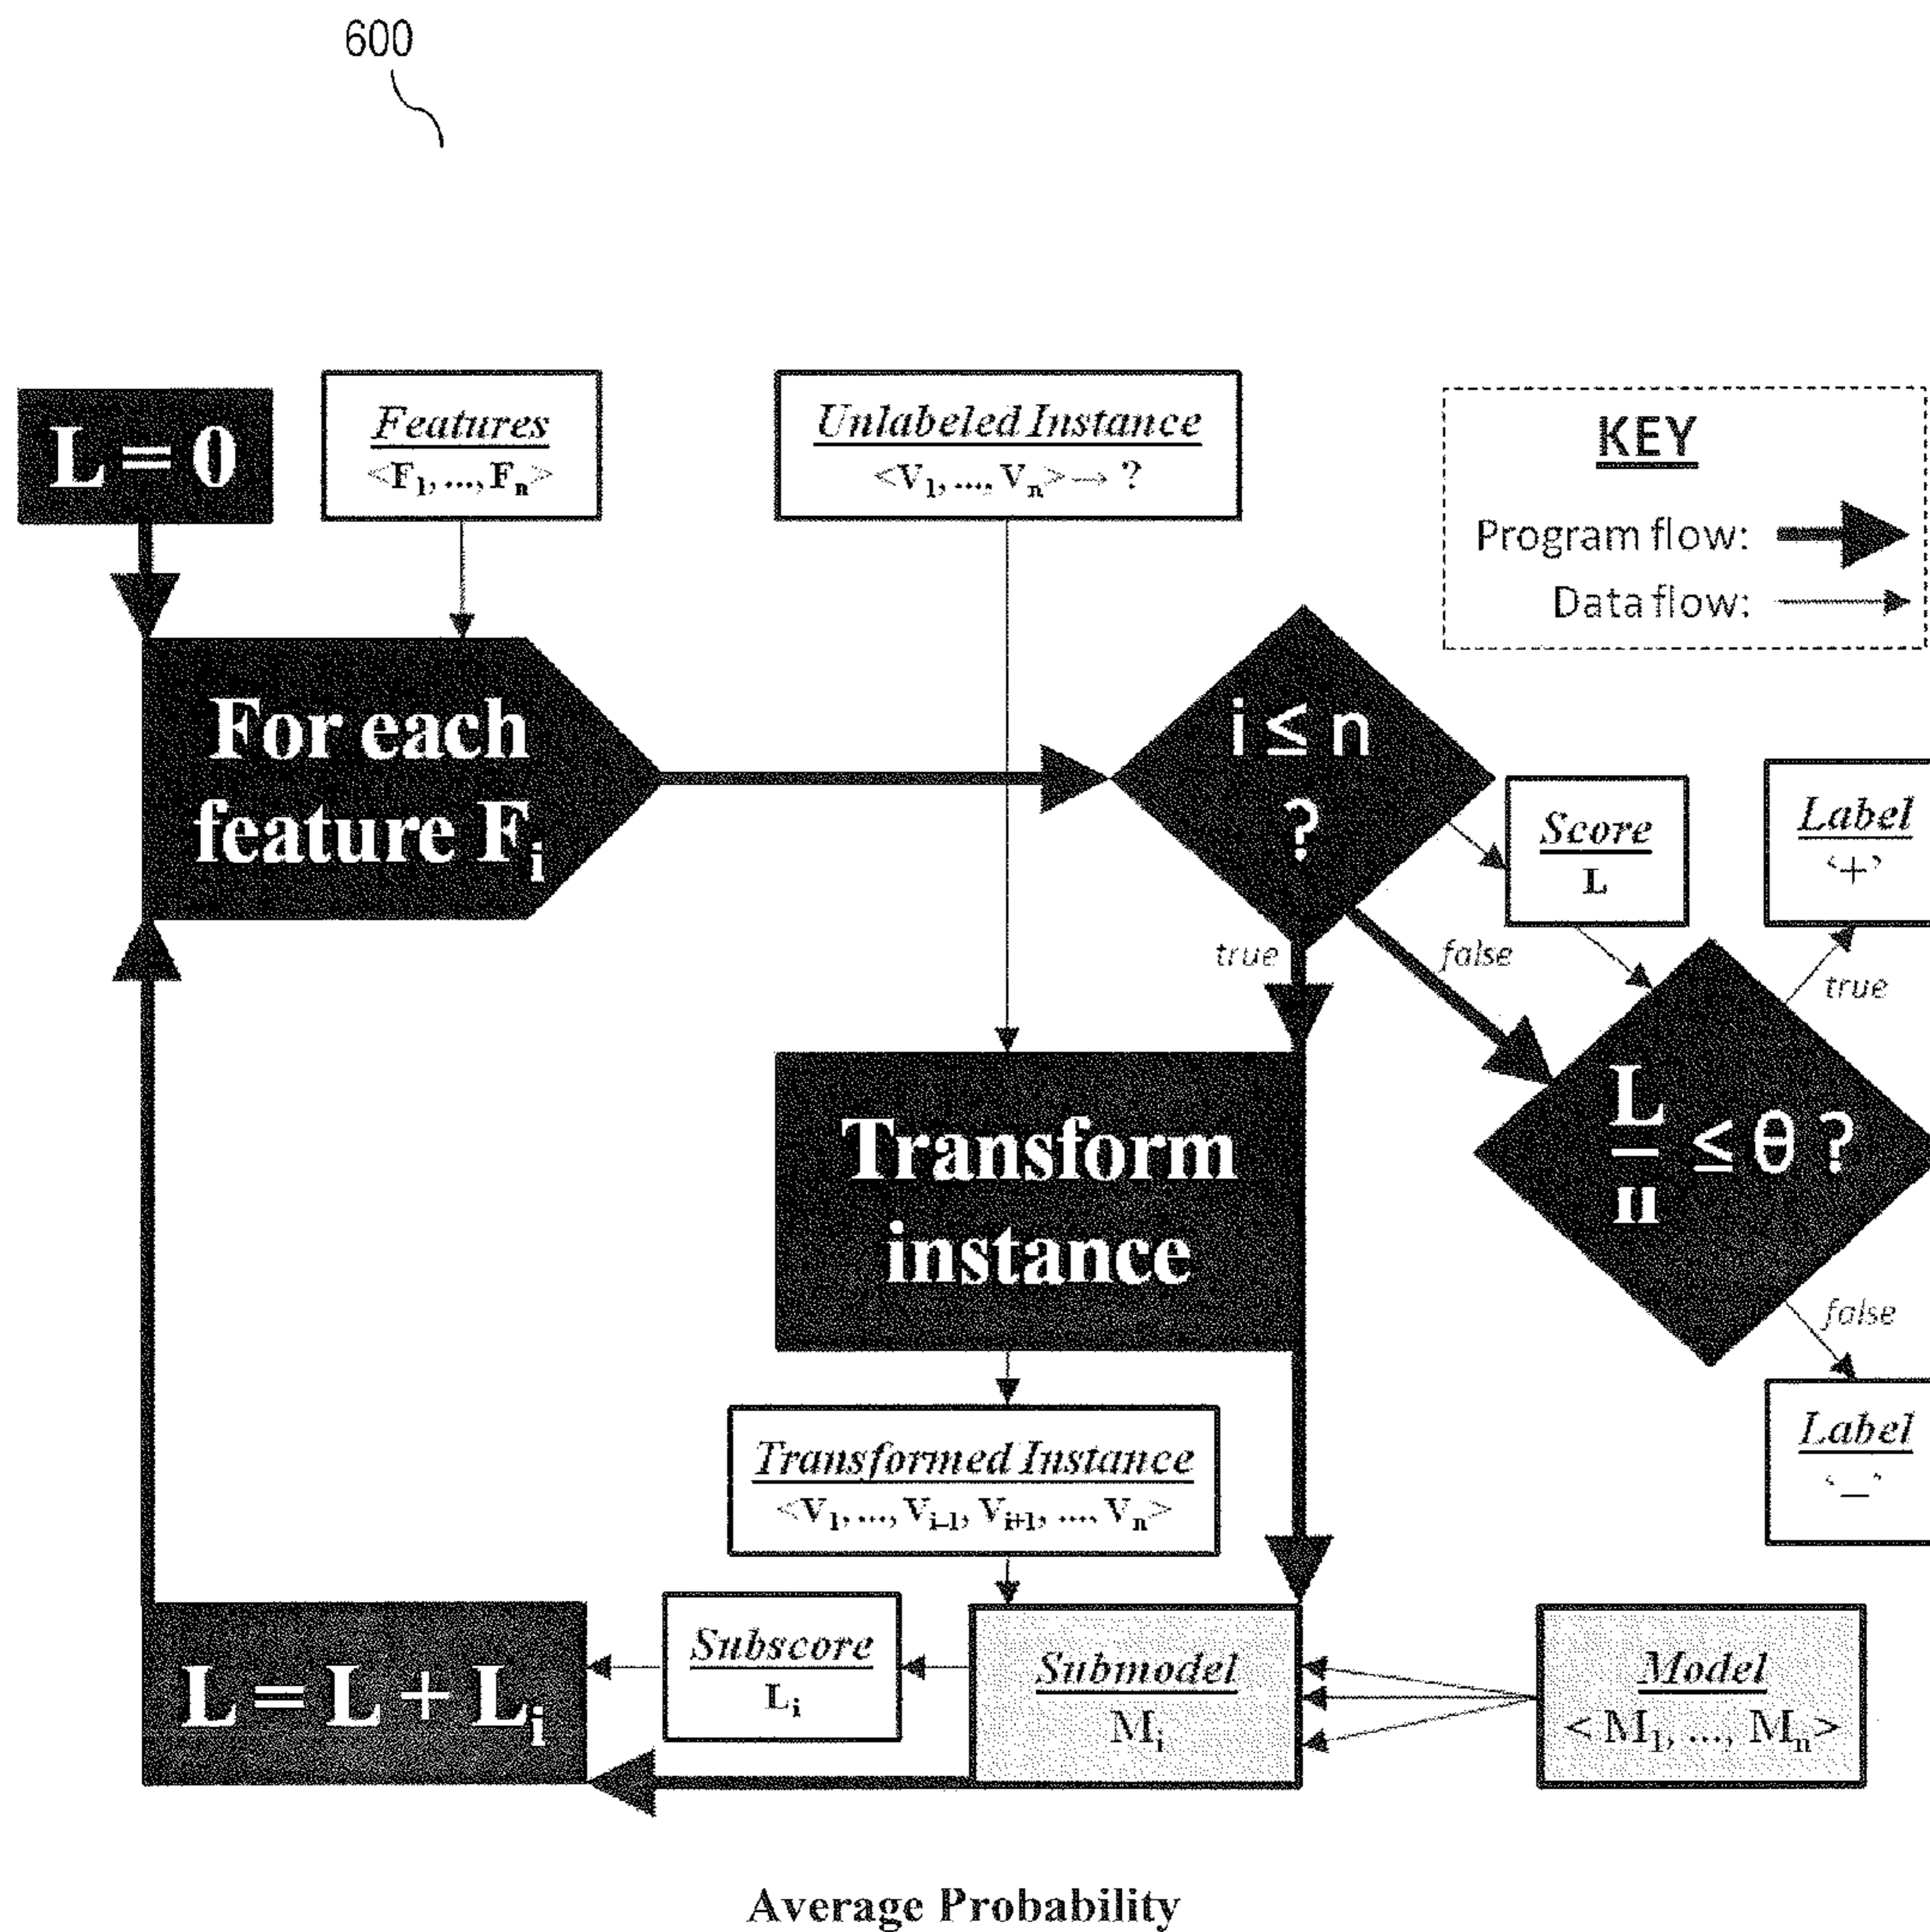 600
L = 0
Features
<F₁, ..., Fₙ>
Unlabeled Instance
<V₁, ..., Vₙ> → ?
KEY
Program flow:
Data flow:
For each
feature Fᵢ
i ≤ n
?
Score
L
Label
‘+’
true
false
true
L
n
≤ θ ?
Transform
instance
false
Label
‘–’
Transformed Instance
<V₁, ..., Vᵢ₋₁, Vᵢ₊₁, ..., Vₙ>
L = L + Lᵢ
Subscore
Lᵢ
Submodel
Mᵢ
Model
< M₁, ..., Mₙ>
Average Probability